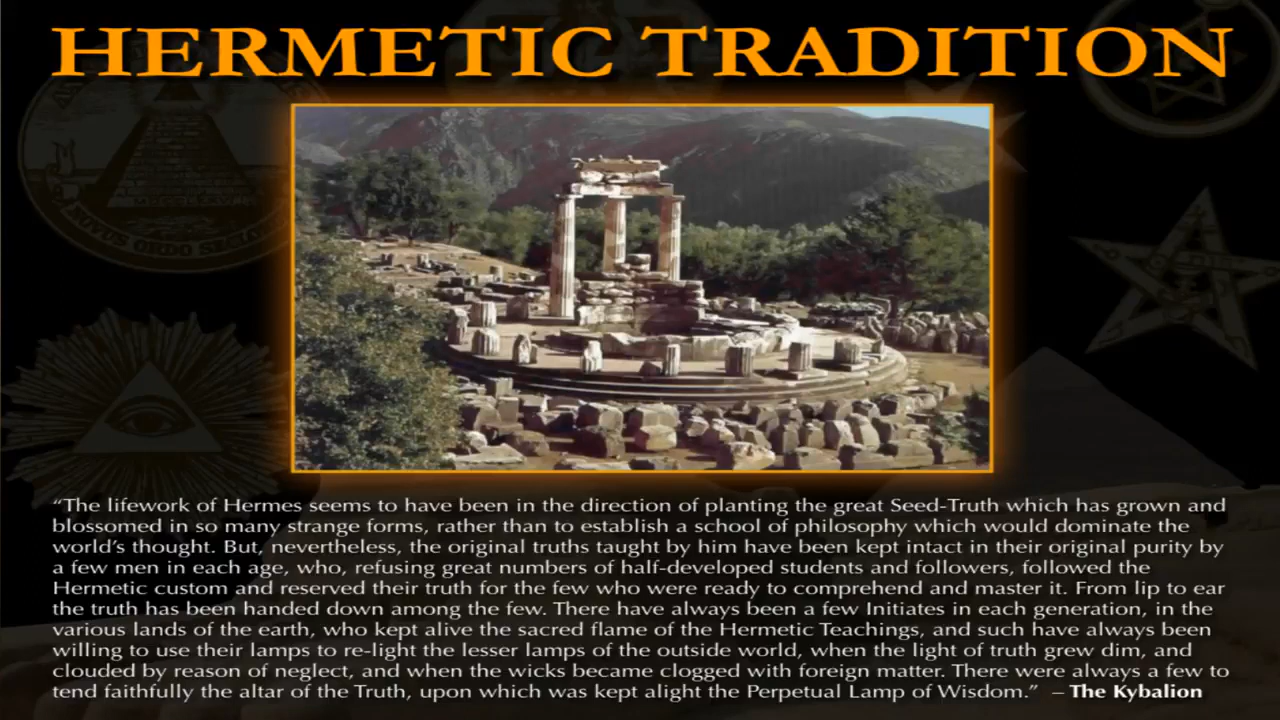 HERMETIC TRADITION
NOVUS ORDO SECLO
"The lifework of Hermes seems to have been in the direction of planting the great Seed-Truth which has grown and
blossomed in so many strange forms, rather than to establish a school of philosophy which would dominate the
world's thought. But, nevertheless, the original truths taught by him have been kept intact in their original purity by
a few men in each age, who, refusing great numbers of half-developed students and followers, followed the
Hermetic custom and reserved their truth for the few who were ready to comprehend and master it. From lip to ear
the truth has been handed down among the few. There have always been a few Initiates in each generation, in the
various lands of the earth, who kept alive the sacred flame of the Hermetic Teachings, and such have always been
willing to use their lamps to re-light the lesser lamps of the outside world, when the light of truth grew dim, and
clouded by reason of neglect, and when the wicks became clogged with foreign matter. There were always a few to
tend faithfully the altar of the Truth, upon which was kept alight the Perpetual Lamp of Wisdom." – The Kybalion